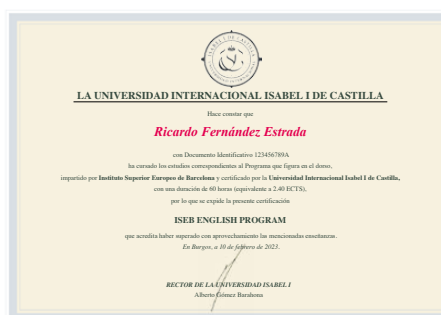 LA UNIVERSIDAD INTERNACIONAL ISABEL I DE CASTILLA
Hace constar que
Ricardo Fernández Estrada
con Documento Identificativo 123456789A
ha cursado los estudios correspondientes al Programa que figura en el dorso,
impartido por Instituto Superior Europeo de Barcelona y certificado por la Universidad Internacional Isabel I de Castilla,
con una duración de 60 horas (equivalente a 2.40 ECTS),
por lo que se expide la presente certificación
ISEB ENGLISH PROGRAM
que acredita haber superado con aprovechamiento las mencionadas enseñanzas.
En Burgos, a 10 de febrero de 2023.
RECTOR DE LA UNIVERSIDAD ISABEL I
Alberto Gómez Barahona